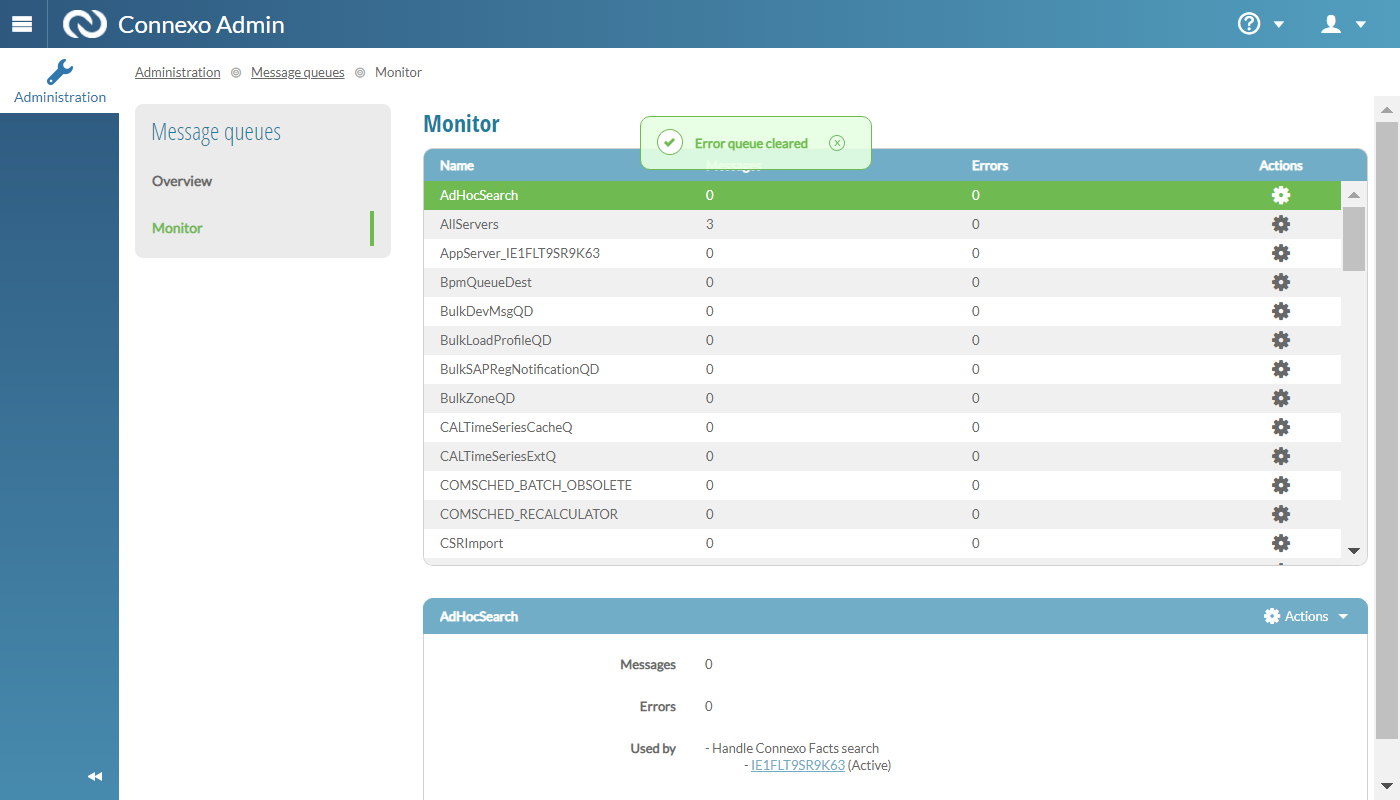 Connexo Admin
Administration
Administration Message queues Monitor
Message queues
Overview
Monitor
Monitor
Error queue cleared
Name Messages Errors Actions
AdHocSearch 0 0
AllServers 3 0
AppServer_IE1FLT9SR9K63 0 0
BpmQueueDest 0 0
BulkDevMsgQD 0 0
BulkLoadProfileQD 0 0
BulkSAPRegNotificationQD 0 0
BulkZoneQD 0 0
CALTimeSeriesCacheQ 0 0
CALTimeSeriesExtQ 0 0
COMSCHED_BATCH_OBSOLETE 0 0
COMSCHED_RECALCULATOR 0 0
CSRImport 0 0
AdHocSearch Actions
Messages 0
Errors 0
Used by - Handle Connexo Facts search
- IE1FLT9SR9K63 (Active)